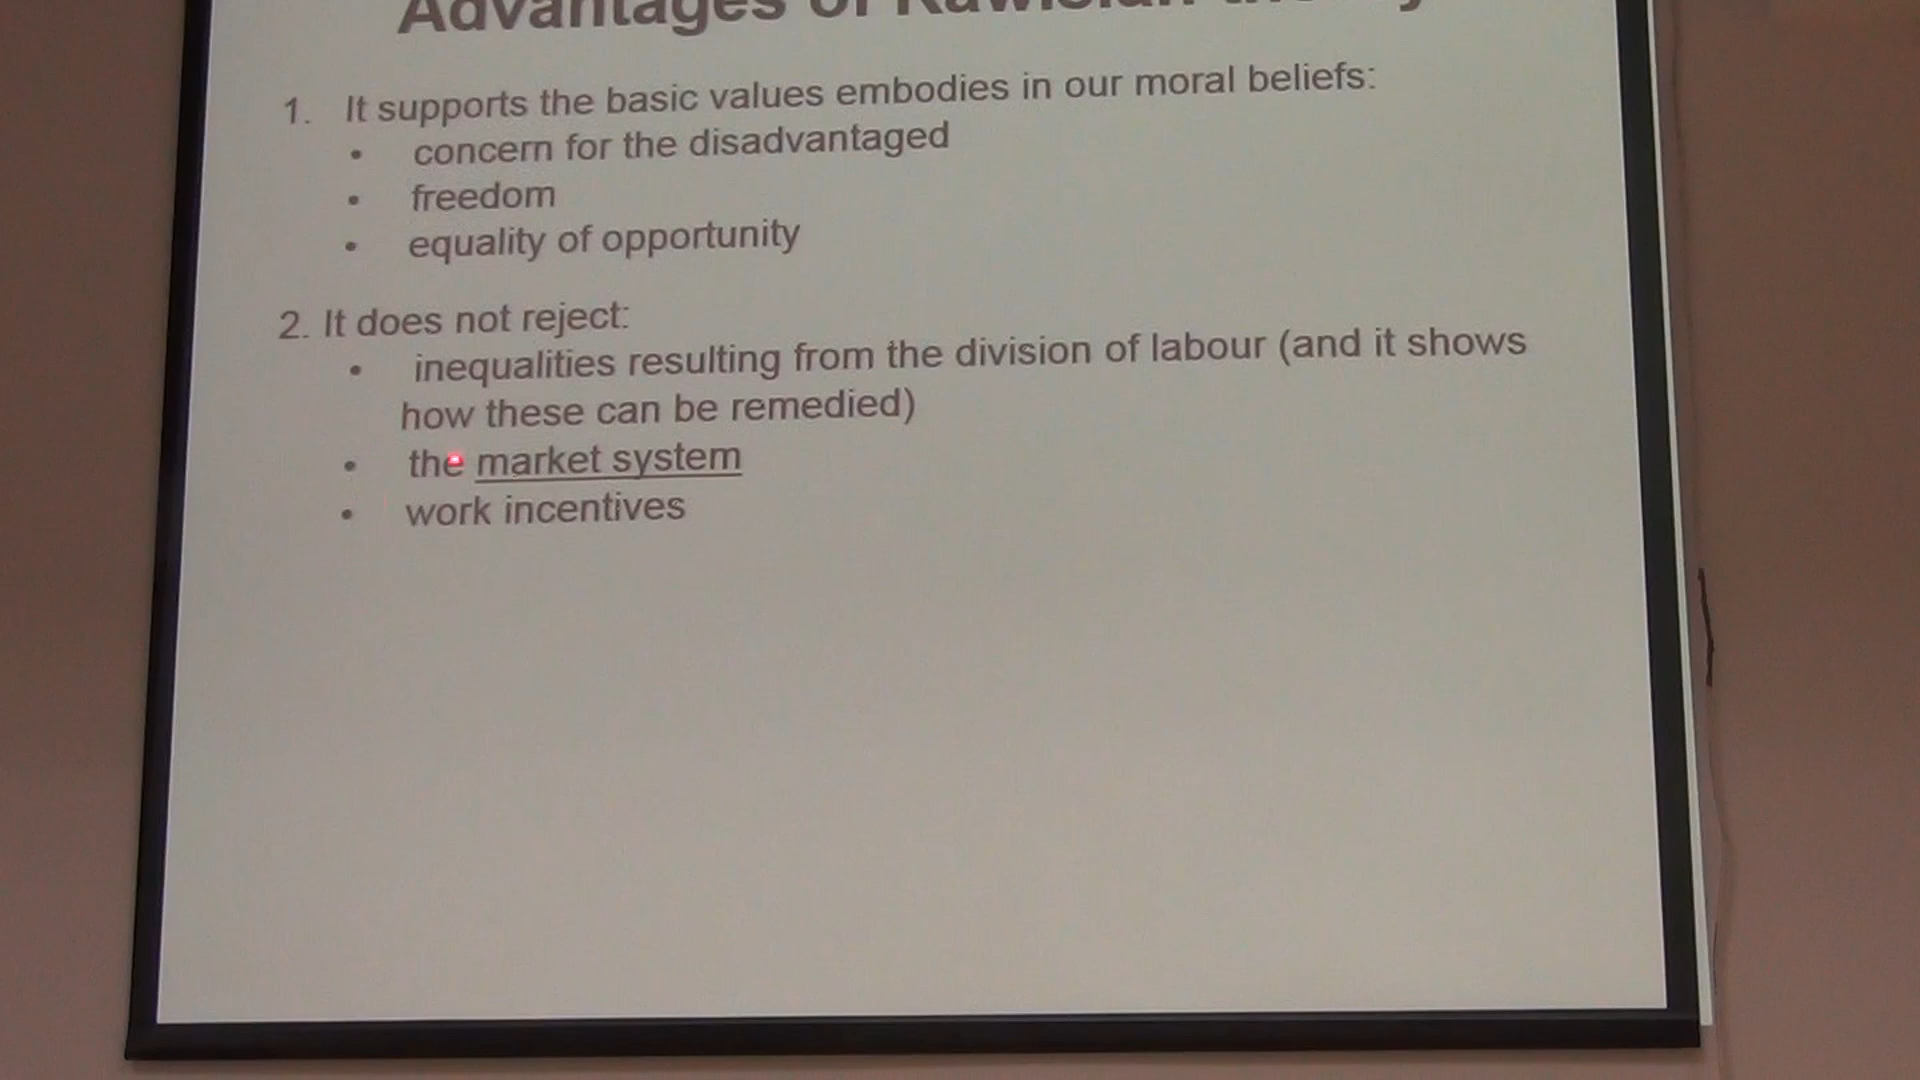 Advantages of Rawlsian theory
1. It supports the basic values embodies in our moral beliefs:
• concern for the disadvantaged
• freedom
• equality of opportunity
2. It does not reject:
• inequalities resulting from the division of labour (and it shows
how these can be remedied)
• the market system
• work incentives